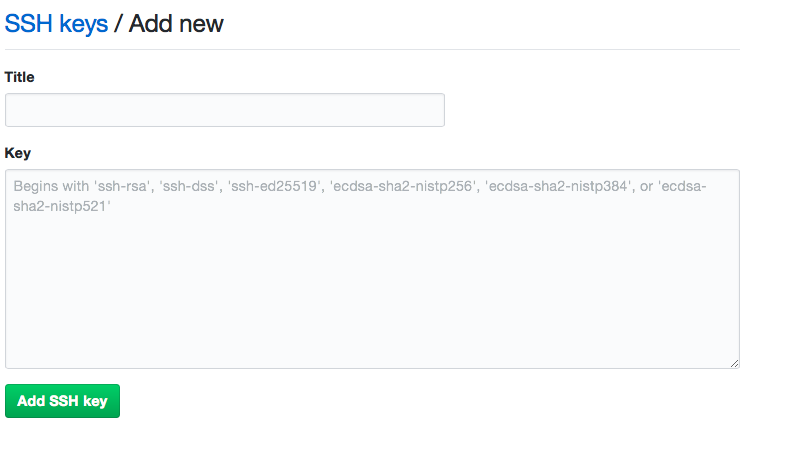 SSH keys / Add new
Title
Key
Begins with 'ssh-rsa', 'ssh-dss', 'ssh-ed25519', 'ecdsa-sha2-nistp256', 'ecdsa-sha2-nistp384', or 'ecdsa-
sha2-nistp521'
Add SSH key